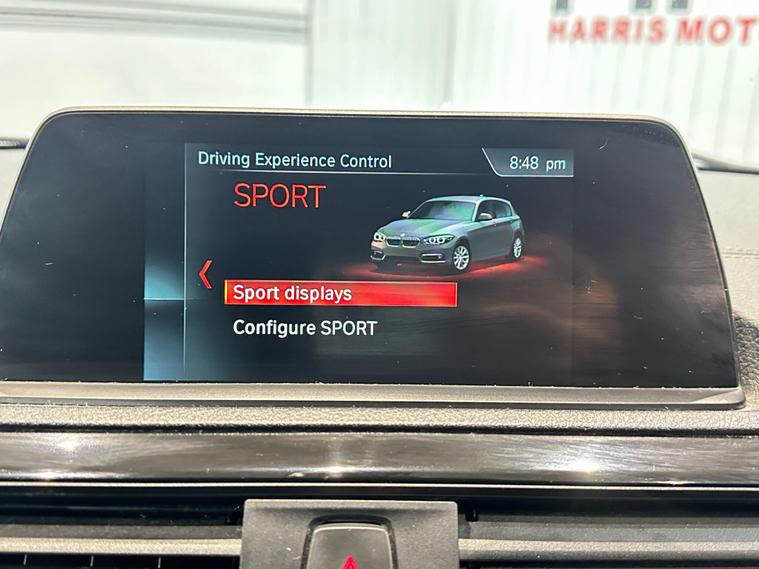 HARRIS MOT
Driving Experience Control
8:48 pm
SPORT
Sport displays
Configure SPORT